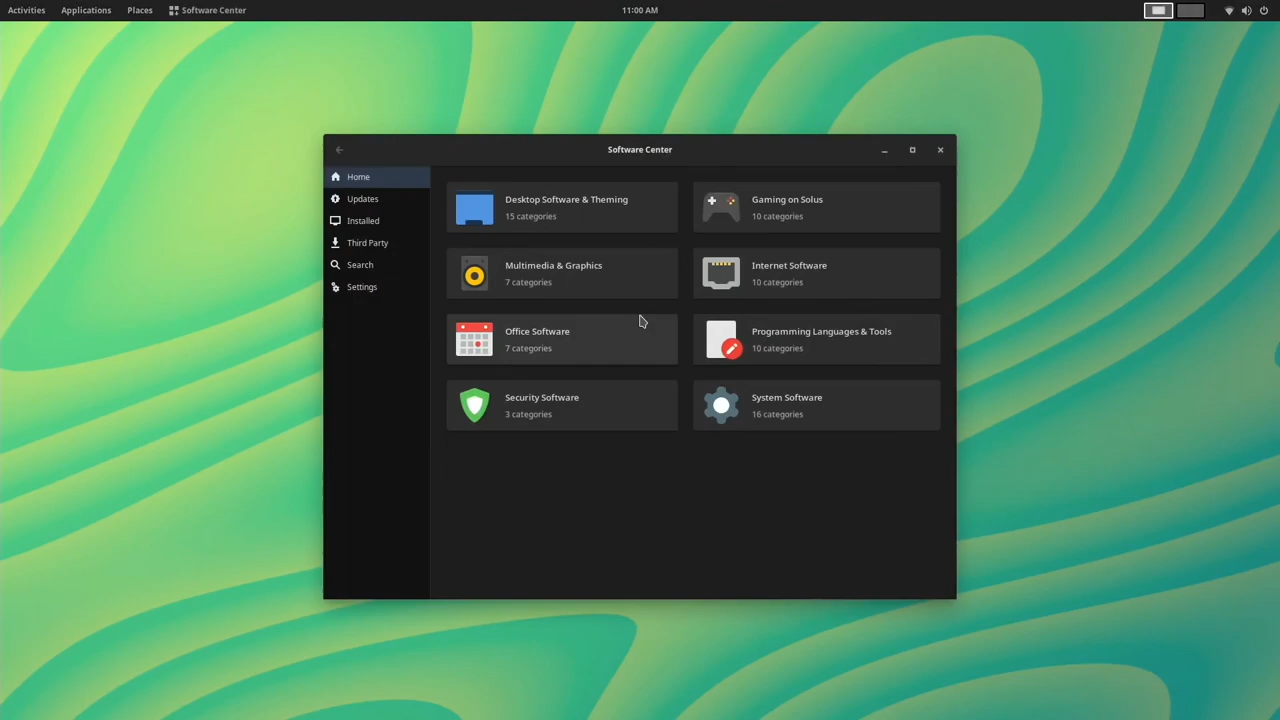 Activities
Applications
Places
Software Center
11:00 AM
Software Center
Home
Updates
Installed
Third Party
Search
Settings
Desktop Software & Theming
15 categories
Gaming on Solus
10 categories
Multimedia & Graphics
7 categories
Internet Software
10 categories
Office Software
7 categories
Programming Languages & Tools
10 categories
Security Software
3 categories
System Software
16 categories